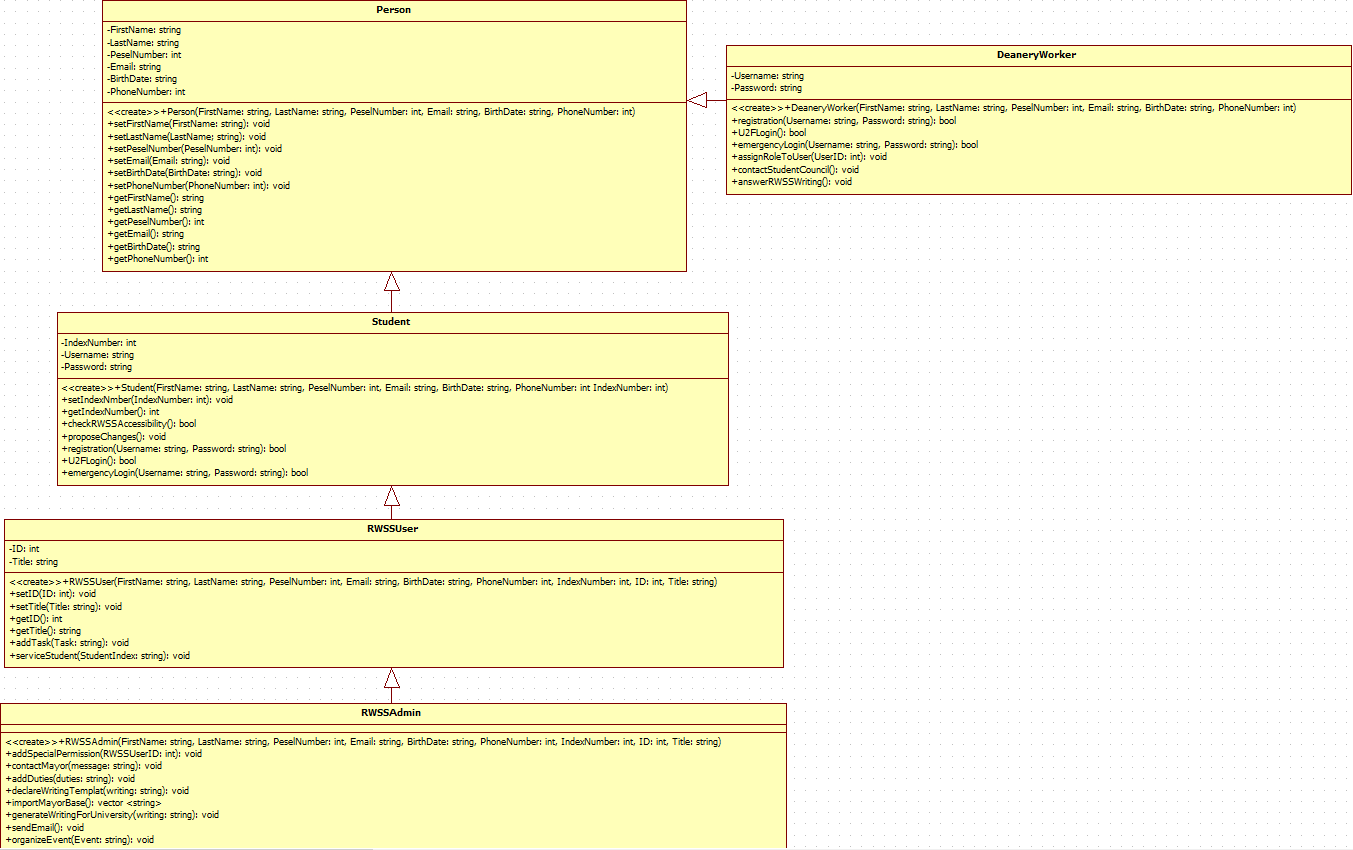 Person
-FirstName: string
-LastName: string
-PeselNumber: int
-Email: string
-BirthDate: string
-PhoneNumber: int
<<create>>+Person(FirstName: string, LastName: string, PeselNumber: int, Email: string, BirthDate: string, PhoneNumber: int)
+setFirstName(FirstName: string): void
+setLastName(LastName; string): void
+setPeselNumber(PeselNumber: int): void
+setEmail(Email: string): void
+setBirthDate(BirthDate: string): void
+setPhoneNumber(PhoneNumber: int): void
+getFirstName(): string
+getLastName(): string
+getPeselNumber(): int
+getEmail(): string
+getBirthDate(): string
+getPhoneNumber(): int
DeaneryWorker
-Username: string
-Password: string
<<create>>+DeaneryWorker(FirstName: string, LastName: string, PeselNumber: int, Email: string, BirthDate: string, PhoneNumber: int)
+registration(Username: string, Password: string): bool
+U2FLogin(): bool
+emergencyLogin(Username: string, Password: string): bool
+assignRoleToUser(UserID: int): void
+contactStudentCouncil(): void
+answerRWSSWriting(): void
Student
-IndexNumber: int
-Username: string
-Password: string
<<create>>+Student(FirstName: string, LastName: string, PeselNumber: int, Email: string, BirthDate: string, PhoneNumber: int IndexNumber: int)
+setIndexNmber(IndexNumber: int): void
+getIndexNumber(): int
+checkRWSSAccessibility(): bool
+proposeChanges(): void
+registration(Username: string, Password: string): bool
+U2FLogin(): bool
+emergencyLogin(Username: string, Password: string): bool
RWSSUser
-ID: int
-Title: string
<<create>>+RWSSUser(FirstName: string, LastName: string, PeselNumber: int, Email: string, BirthDate: string, PhoneNumber: int, IndexNumber: int, ID: int, Title: string)
+setID(ID: int): void
+setTitle(Title: string): void
+getID(): int
+getTitle(): string
+addTask(Task: string): void
+serviceStudent(StudentIndex: string): void
RWSSAdmin
<<create>>+RWSSAdmin(FirstName: string, LastName: string, PeselNumber: int, Email: string, BirthDate: string, PhoneNumber: int, IndexNumber: int, ID: int, Title: string)
+addSpecialPermission(RWSSUserID: int): void
+contactMayor(message: string): void
+addDuties(duties: string): void
+declareWritingTemplat(writing: string): void
+importMayorBase(): vector <string>
+generateWritingForUniversity(writing: string): void
+sendEmail(): void
+organizeEvent(Event: string): void